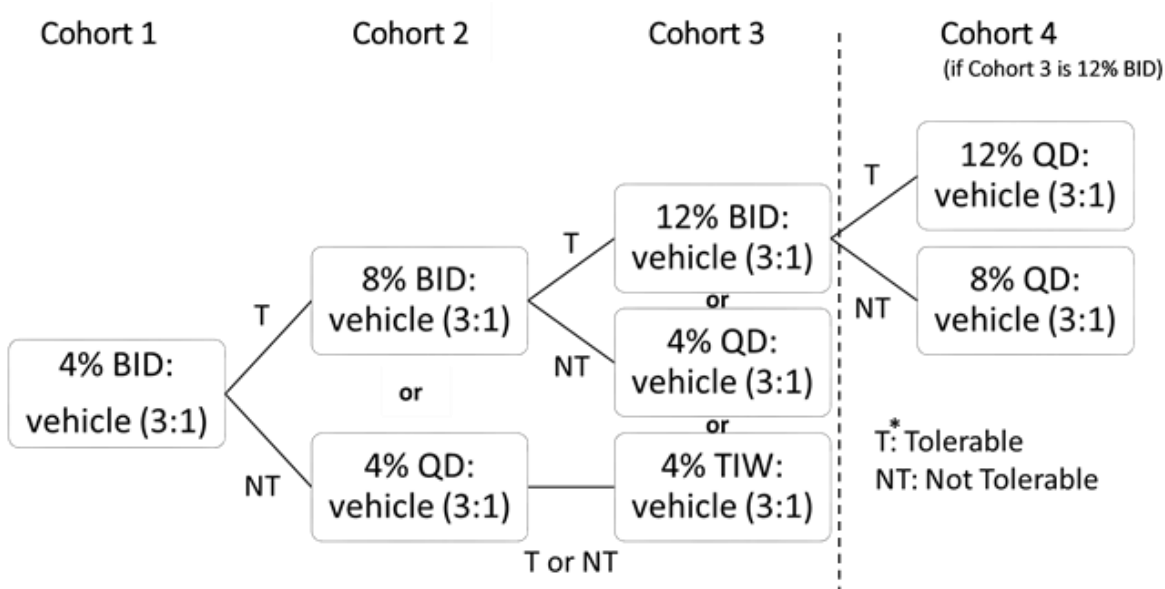 Cohort 1
Cohort 2
Cohort 3
Cohort 4
(if Cohort 3 is 12% BID)
4% BID:
vehicle (3:1)
T
NT
8% BID:
vehicle (3:1)
or
4% QD:
vehicle (3:1)
T
NT
T or NT
12% BID:
vehicle (3:1)
or
4% QD:
vehicle (3:1)
or
4% TIW:
vehicle (3:1)
T
NT
12% QD:
vehicle (3:1)
8% QD:
vehicle (3:1)
T:* Tolerable
NT: Not Tolerable